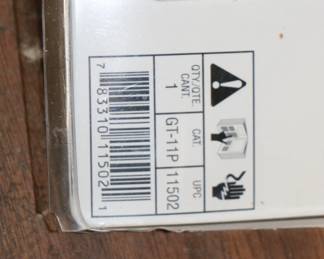 QTY./QTE.
CANT.
1
CAT.
GT-11P
UPC
11502
7 83310 11502 1